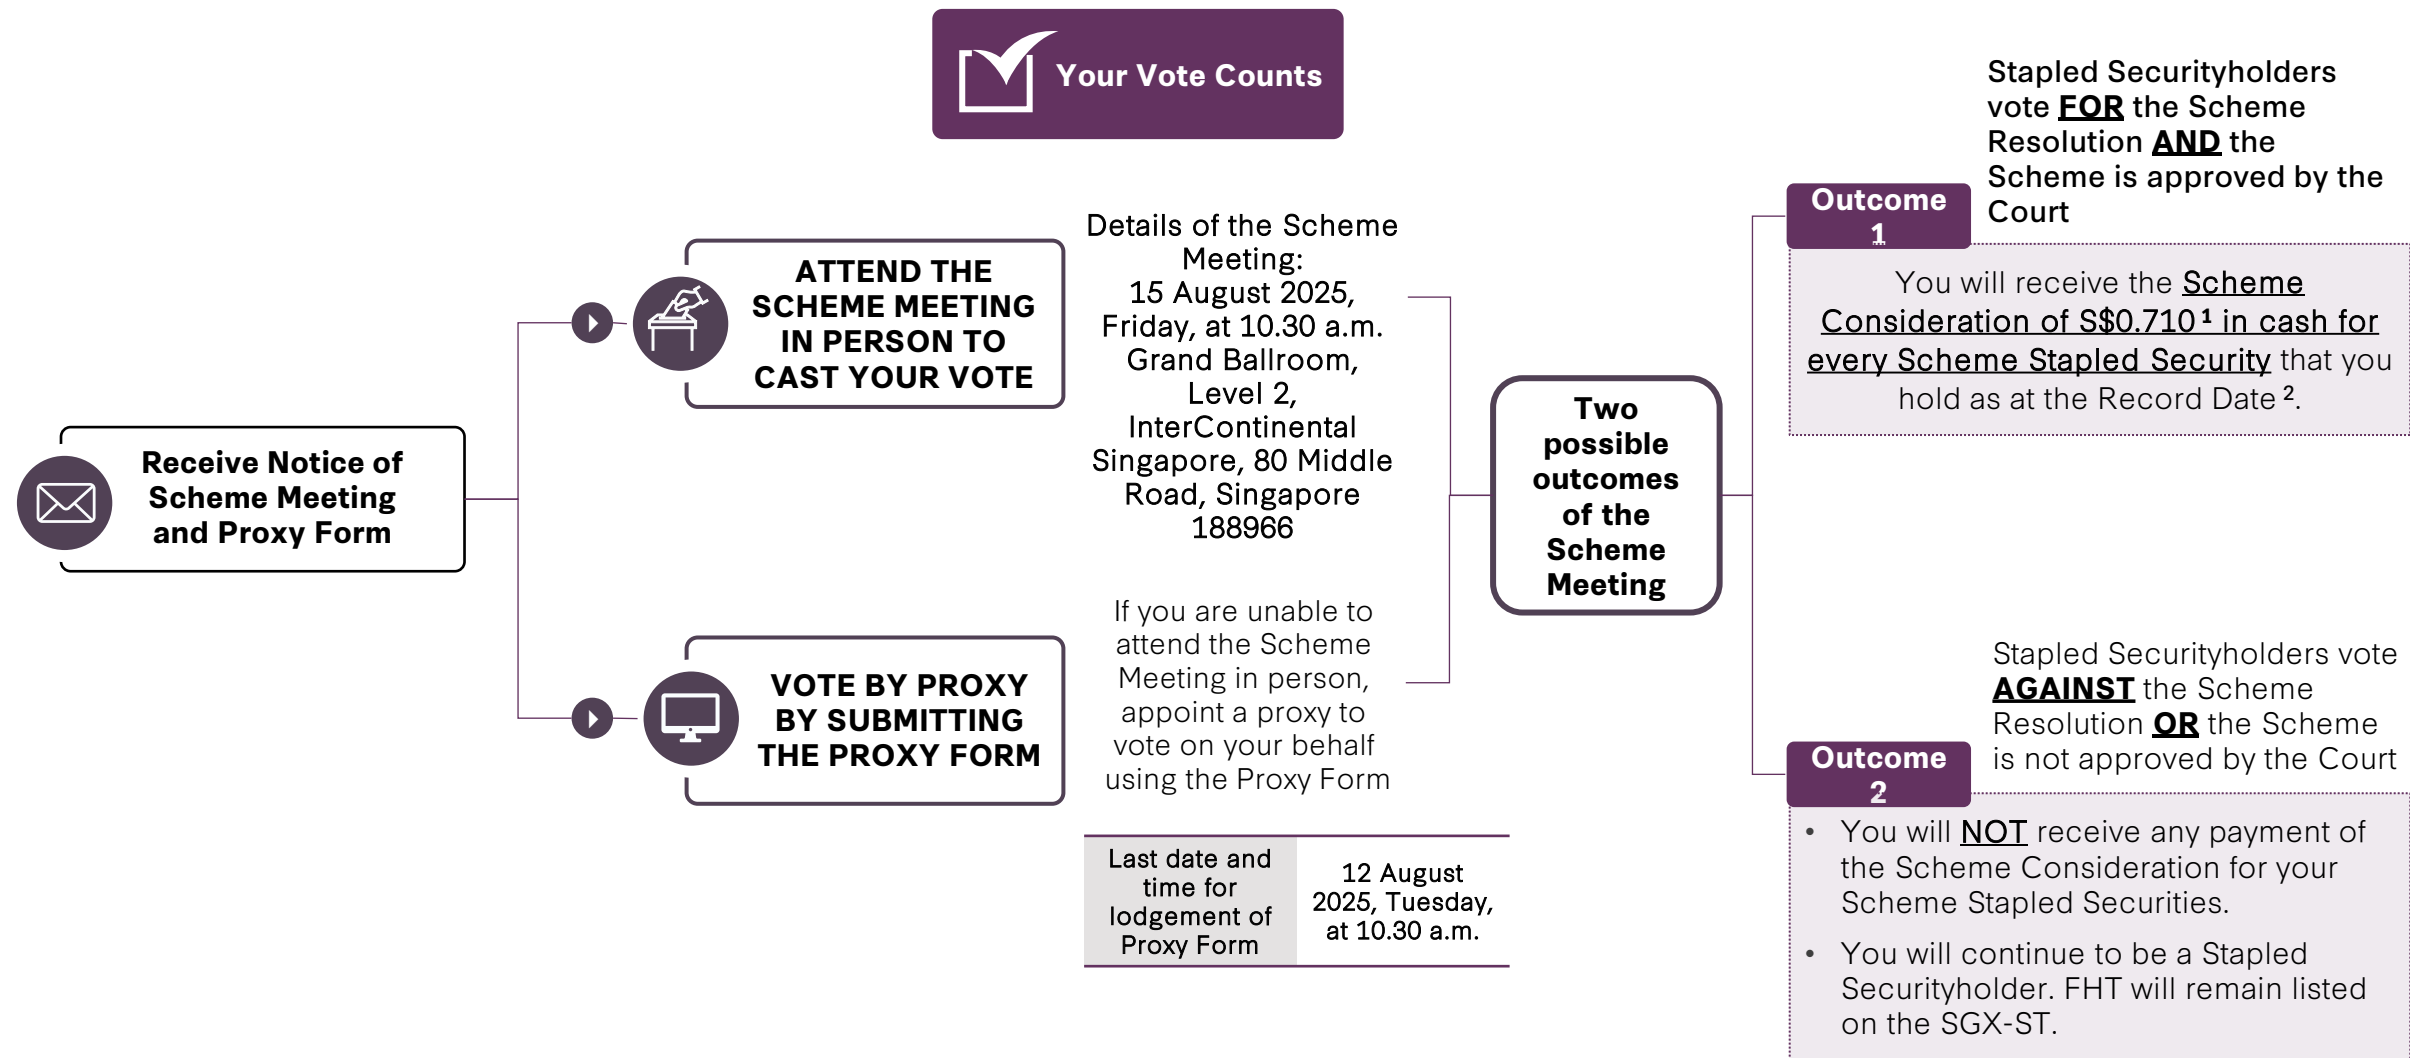 Your Vote Counts
Receive Notice of
Scheme Meeting
and Proxy Form
ATTEND THE
SCHEME MEETING
IN PERSON TO
CAST YOUR VOTE
Details of the Scheme
Meeting:
15 August 2025,
Friday, at 10.30 a.m.
Grand Ballroom,
Level 2,
InterContinental
Singapore, 80 Middle
Road, Singapore
188966
VOTE BY PROXY
BY SUBMITTING
THE PROXY FORM
If you are unable to
attend the Scheme
Meeting in person,
appoint a proxy to
vote on your behalf
using the Proxy Form
Last date and
time for
lodgement of
Proxy Form
12 August
2025, Tuesday,
at 10.30 a.m.
Two
possible
outcomes
of the
Scheme
Meeting
Outcome
1
Stapled Securityholders
vote FOR the Scheme
Resolution AND the
Scheme is approved by the
Court
You will receive the Scheme
Consideration of S$0.710¹ in cash for
every Scheme Stapled Security that you
hold as at the Record Date².
Outcome
2
Stapled Securityholders vote
AGAINST the Scheme
Resolution OR the Scheme
is not approved by the Court
• You will NOT receive any payment of
the Scheme Consideration for your
Scheme Stapled Securities.
• You will continue to be a Stapled
Securityholder. FHT will remain listed
on the SGX-ST.